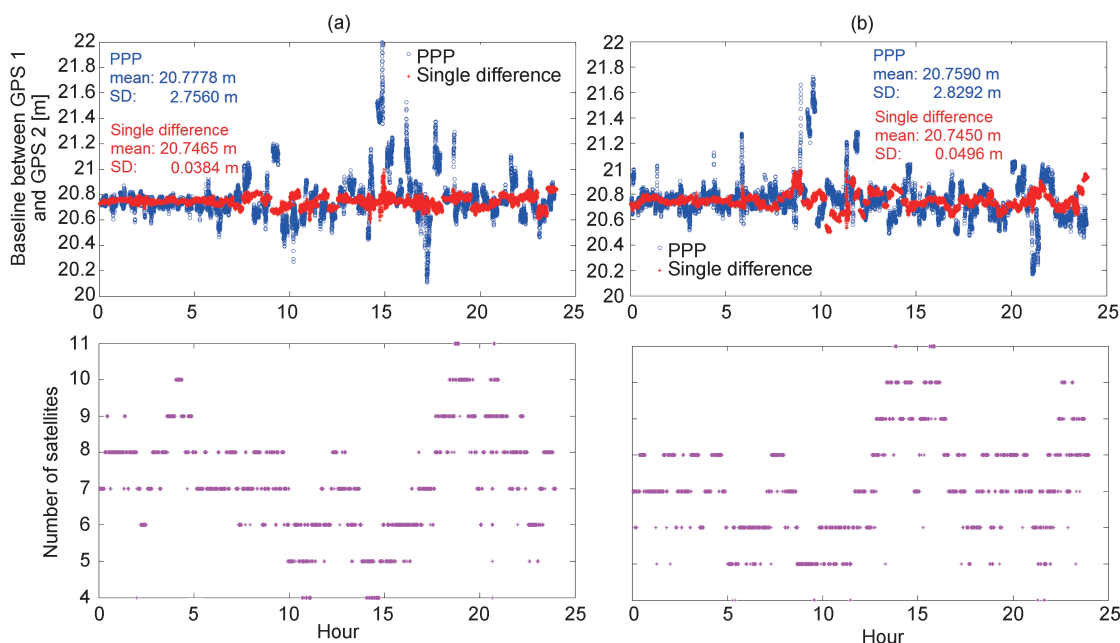 (a)
(b)
Baseline between GPS 1
and GPS 2 [m]
22
21.8
21.6
21.4
21.2
21
20.8
20.6
20.4
20.2
20
PPP
mean: 20.7778 m
SD: 2.7560 m
Single difference
mean: 20.7465 m
SD: 0.0384 m
PPP
Single difference
0 5 10 15 20 25
22
21.8
21.6
21.4
21.2
21
20.8
20.6
20.4
20.2
20
PPP
mean: 20.7590 m
SD: 2.8292 m
Single difference
mean: 20.7450 m
SD: 0.0496 m
PPP
Single difference
0 5 10 15 20 25
Number of satellites
11
10
9
8
7
6
5
4
0 5 10 15 20 25
Hour
0 5 10 15 20 25
Hour